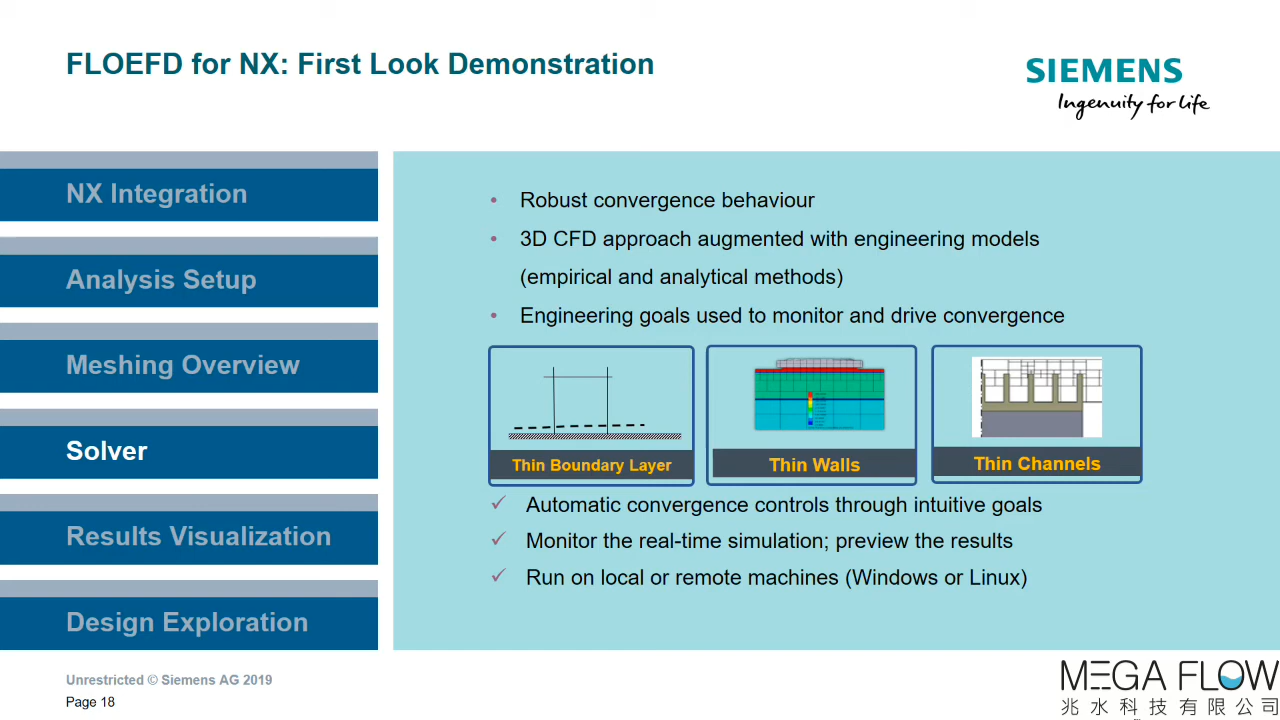 FLOEFD for NX: First Look Demonstration
SIEMENS
Ingenuity for life
NX Integration
Analysis Setup
Meshing Overview
Solver
Results Visualization
Design Exploration
• Robust convergence behaviour
• 3D CFD approach augmented with engineering models
(empirical and analytical methods)
• Engineering goals used to monitor and drive convergence
Thin Boundary Layer
Thin Walls
Thin Channels
✓ Automatic convergence controls through intuitive goals
✓ Monitor the real-time simulation; preview the results
✓ Run on local or remote machines (Windows or Linux)
Unrestricted © Siemens AG 2019
Page 18
MEGA FLOW
兆水科技有限公司